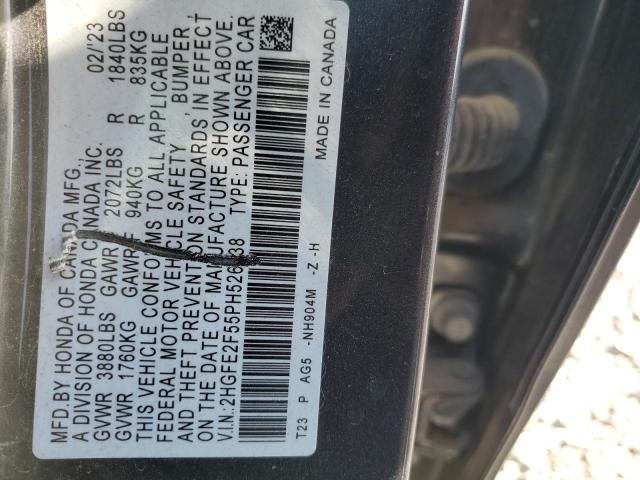 MFD.BY HONDA OF CANADA MFG.
A DIVISION OF HONDA CANADA INC. 02/'23
GVWR 3880LBS GAWR F 2072LBS R 1840LBS
GVWR 1760KG GAWR F 940KG R 835KG
THIS VEHICLE CONFORMS TO ALL APPLICABLE
FEDERAL MOTOR VEHICLE SAFETY BUMPER,
AND THEFT PREVENTION STANDARDS, IN EFFECT
ON THE DATE OF MANUFACTURE SHOWN ABOVE.
V.I.N.: TYPE: PASSENGER CAR
T23 P AG5 -NH904M -Z -H MADE IN CANADA